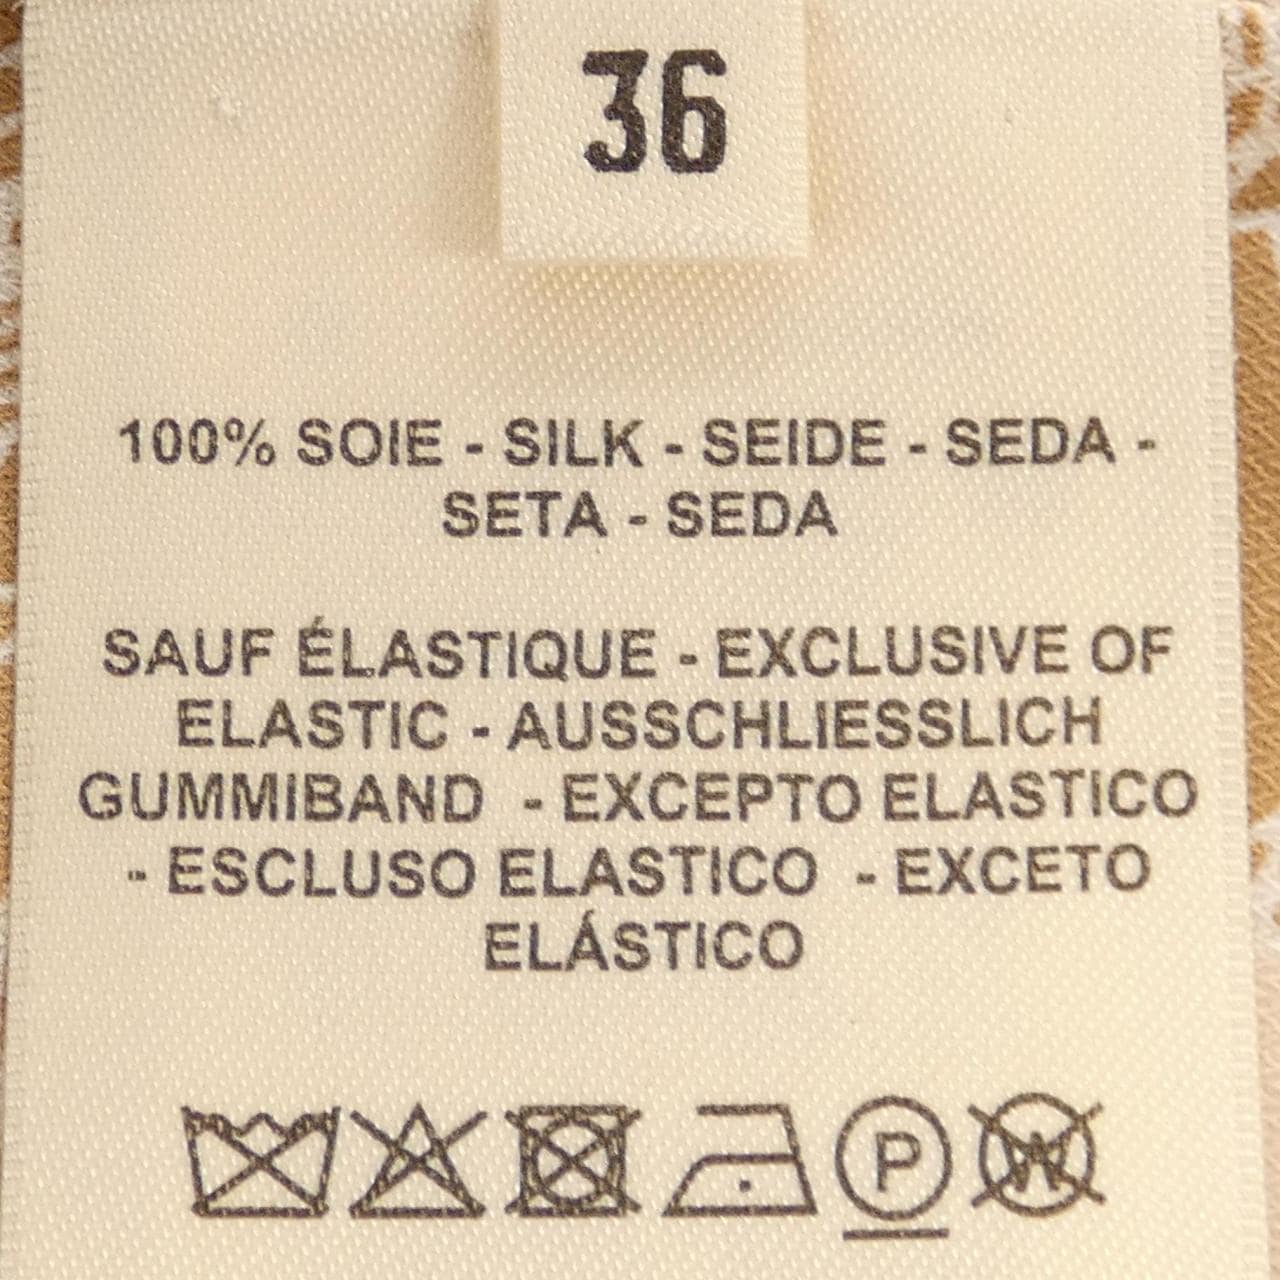 36
100% SOIE - SILK - SEIDE - SEDA -
SETA - SEDA
SAUF ÉLASTIQUE - EXCLUSIVE OF
ELASTIC - AUSSCHLIESSLICH
GUMMIBAND - EXCEPTO ELASTICO
- ESCLUSO ELASTICO - EXCETO
ELÁSTICO
P W